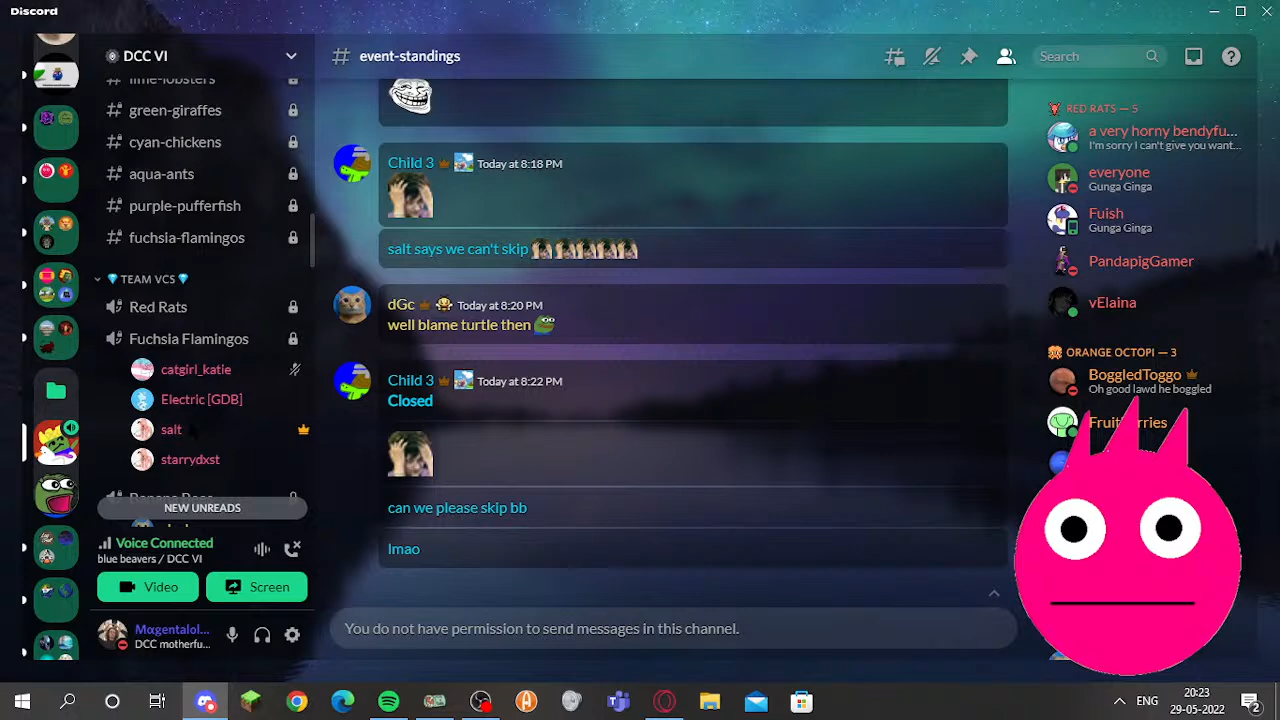 Discord
DCC VI
# event-standings
Search
lime-lobsters
green-giraffes
cyan-chickens
aqua-ants
purple-pufferfish
fuchsia-flamingos
TEAM VCS
Red Rats
Fuchsia Flamingos
catgirl_katie
Electric [GDB]
salt
starrydxst
NEW UNREADS
Voice Connected
blue beavers / DCC VI
Video
Screen
Mαgentalol...
DCC motherfu...
Child 3 Today at 8:18 PM
salt says we can't skip
dGc Today at 8:20 PM
well blame turtle then
Child 3 Today at 8:22 PM
Closed
can we please skip bb
lmao
You do not have permission to send messages in this channel.
RED RATS — 5
a very horny bendyfu...
I'm sorry I can't give you want...
everyone
Gunga Ginga
Fuish
Gunga Ginga
PandapigGamer
vElaina
ORANGE OCTOPI — 3
BoggledToggo
Oh good lawd he boggled
ENG
20:23
29-05-2022
2